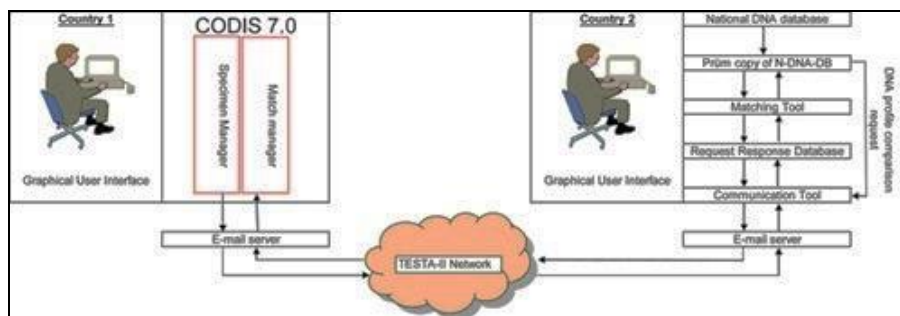 Country 1
CODIS 7.0
Specimen Manager
Match manager
Graphical User Interface
E-mail server
TESTA-II Network
Country 2
National DNA database
Prüm copy of N-DNA-DB
Matching Tool
Request Response Database
Communication Tool
DNA profile comparison
request
Graphical User Interface
E-mail server